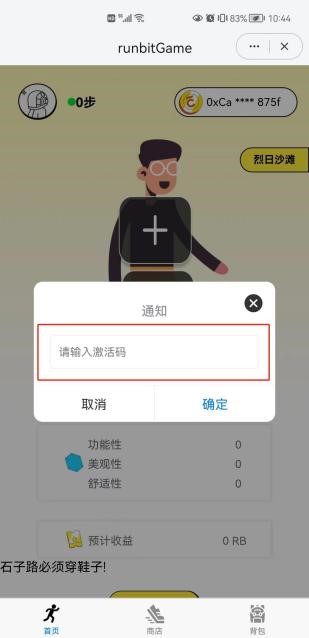 83% 10:44
runbitGame
0步
0xCa **** 875f
烈日沙滩
通知
请输入激活码
取消
确定
功能性 0
美观性 0
舒适性 0
预计收益 0 RB
石子路必须穿鞋子!
首页
商店
背包